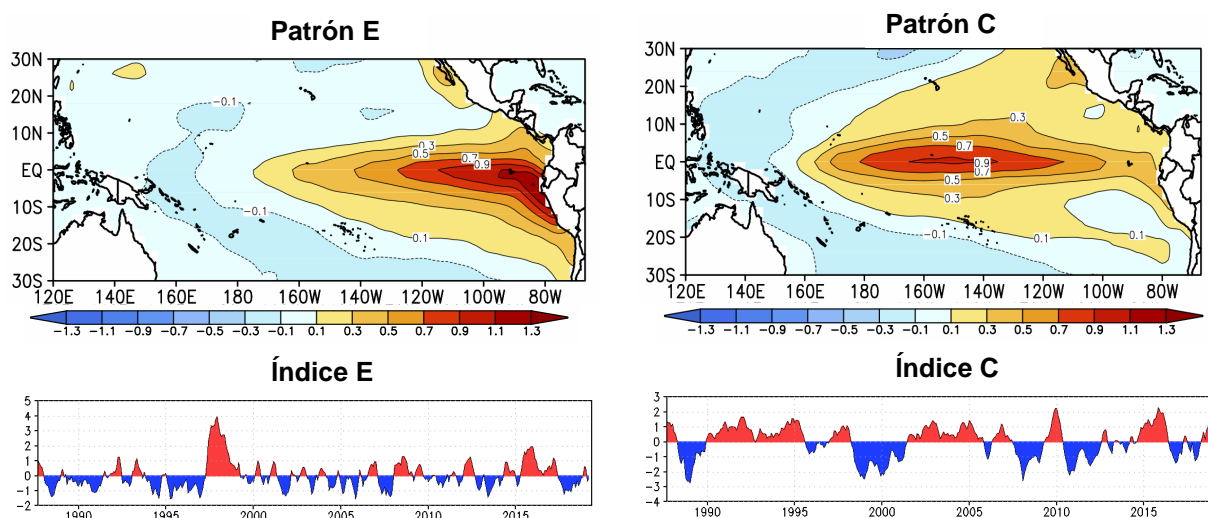 Patrón E
30N
20N
10N
EQ
10S
20S
30S
-0.1
0.3
0.5
0.7
0.9
-0.1
0.1
120E 140E 160E 180 160W 140W 120W 100W 80W
-1.3 -1.1 -0.9 -0.7 -0.5 -0.3 -0.1 0.1 0.3 0.5 0.7 0.9 1.1 1.3
Patrón C
30N
20N
10N
EQ
10S
20S
30S
0.3
0.5
0.7
0.9
0.7
0.5
0.3
-0.1
0.1
0.1
120E 140E 160E 180 160W 140W 120W 100W 80W
-1.3 -1.1 -0.9 -0.7 -0.5 -0.3 -0.1 0.1 0.3 0.5 0.7 0.9 1.1 1.3
Índice E
5
4
3
2
1
0
-1
-2
1990 1995 2000 2005 2010 2015
Índice C
3
2
1
0
-1
-2
-3
-4
1990 1995 2000 2005 2010 2015